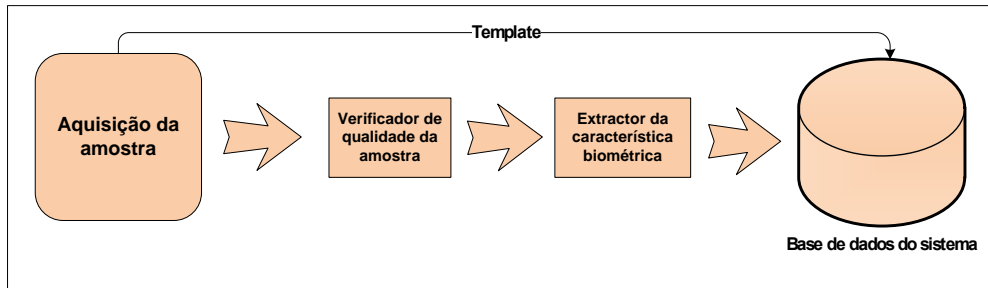 Template
Aquisição da
amostra
Verificador de
qualidade da
amostra
Extractor da
característica
biométrica
Base de dados do sistema